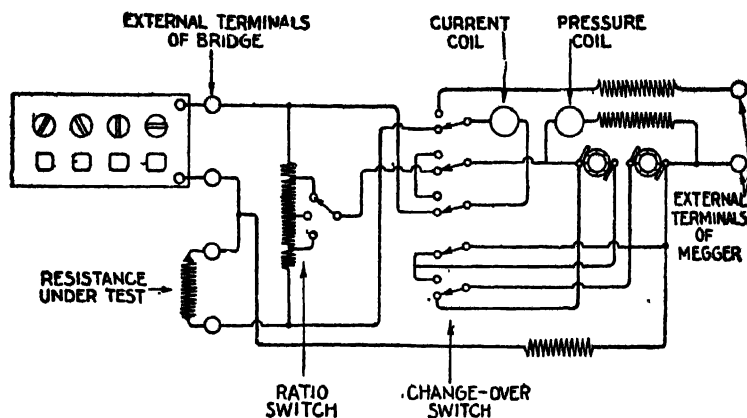 EXTERNAL TERMINALS
OF BRIDGE
CURRENT
COIL
PRESSURE
COIL
EXTERNAL
TERMINALS
OF
MEGGER
RESISTANCE
UNDER TEST
RATIO
SWITCH
CHANGE-OVER
SWITCH